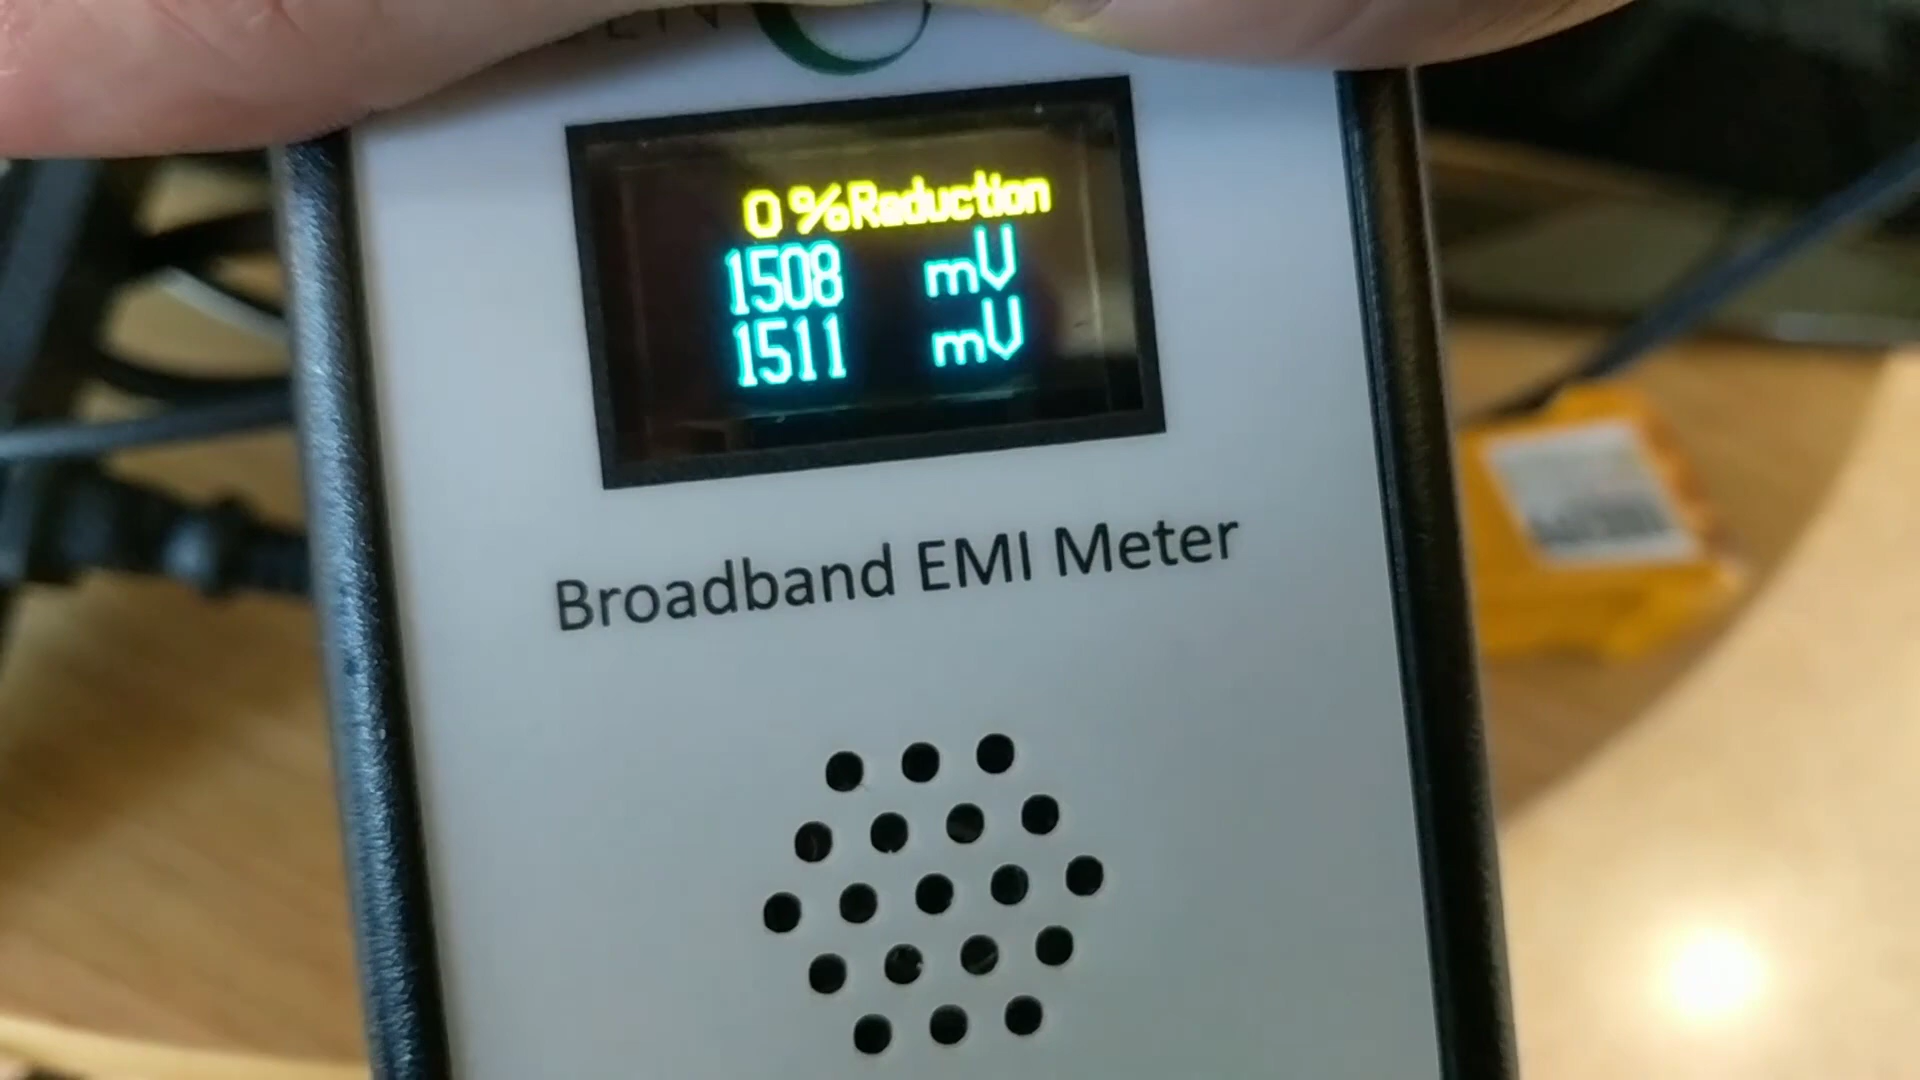 0 %Reduction
1508 mV
1511 mV
Broadband EMI Meter